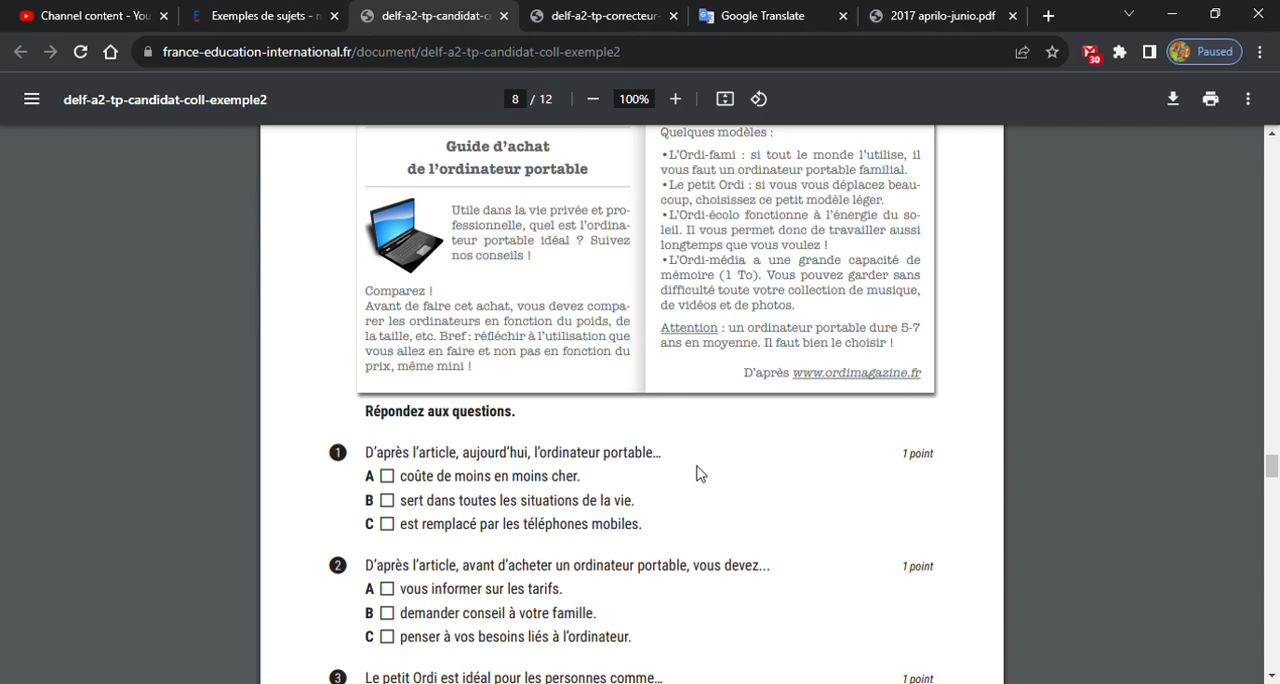 Channel content - You
Exemples de sujets - n
delf-a2-tp-candidat-co
delf-a2-tp-correcteur-
Google Translate
2017 aprilo-junio.pdf
france-education-international.fr/document/delf-a2-tp-candidat-coll-exemple2
30
Paused
delf-a2-tp-candidat-coll-exemple2
8 / 12
100%
Guide d'achat
de l'ordinateur portable
Utile dans la vie privée et pro-
fessionnelle, quel est l'ordina-
teur portable idéal ? Suivez
nos conseils !
Comparez !
Avant de faire cet achat, vous devez compa-
rer les ordinateurs en fonction du poids, de
la taille, etc. Bref : réfléchir à l'utilisation que
vous allez en faire et non pas en fonction du
prix, même mini !
Quelques modèles :
•L'Ordi-fami : si tout le monde l'utilise, il
vous faut un ordinateur portable familial.
•Le petit Ordi : si vous vous déplacez beau-
coup, choisissez ce petit modèle léger.
•L'Ordi-écolo fonctionne à l'énergie du so-
leil. Il vous permet donc de travailler aussi
longtemps que vous voulez !
•L'Ordi-média a une grande capacité de
mémoire (1 To). Vous pouvez garder sans
difficulté toute votre collection de musique,
de vidéos et de photos.
Attention : un ordinateur portable dure 5-7
ans en moyenne. Il faut bien le choisir !
D'après www.ordimagazine.fr
Répondez aux questions.
1 D'après l'article, aujourd'hui, l'ordinateur portable... 1 point
A coûte de moins en moins cher.
B sert dans toutes les situations de la vie.
C est remplacé par les téléphones mobiles.
2 D'après l'article, avant d'acheter un ordinateur portable, vous devez... 1 point
A vous informer sur les tarifs.
B demander conseil à votre famille.
C penser à vos besoins liés à l'ordinateur.
3 Le petit Ordi est idéal pour les personnes comme... 1 point